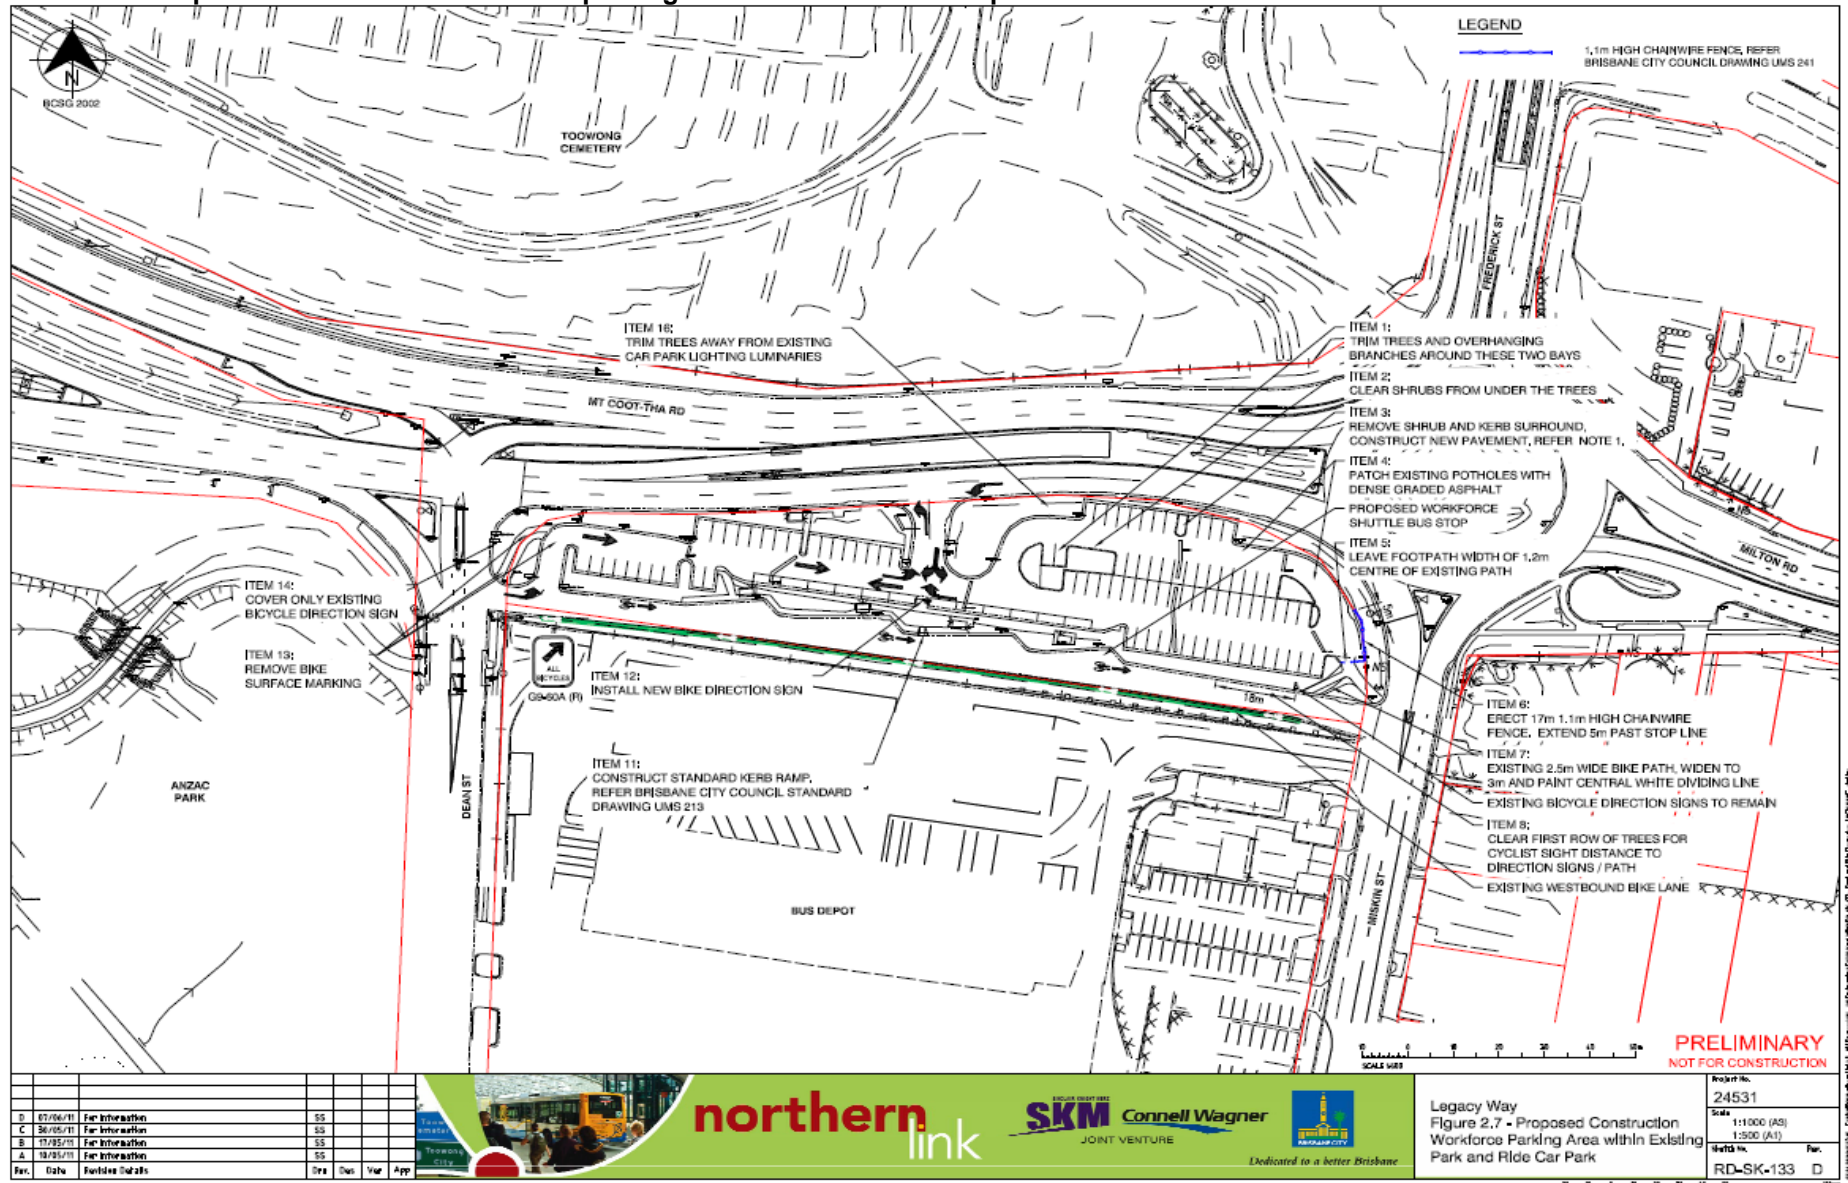 LEGEND
1.1m HIGH CHAINWIRE FENCE, REFER
BRISBANE CITY COUNCIL DRAWING UMS 241
N
BCSG 2002
TOOWONG
CEMETERY
FREDERICK ST
ITEM 16:
TRIM TREES AWAY FROM EXISTING
CAR PARK LIGHTING LUMINARIES
MT COOT-THA RD
ITEM 1:
TRIM TREES AND OVERHANGING
BRANCHES AROUND THESE TWO BAYS
ITEM 2:
CLEAR SHRUBS FROM UNDER THE TREES
ITEM 3:
REMOVE SHRUB AND KERB SURROUND,
CONSTRUCT NEW PAVEMENT, REFER NOTE 1.
ITEM 4:
PATCH EXISTING POTHOLES WITH
DENSE GRADED ASPHALT
PROPOSED WORKFORCE
SHUTTLE BUS STOP
ITEM 5:
LEAVE FOOTPATH WIDTH OF 1.2m
CENTRE OF EXISTING PATH
MILTON RD
ITEM 14:
COVER ONLY EXISTING
BICYCLE DIRECTION SIGN
ITEM 13:
REMOVE BIKE
SURFACE MARKING
ALL
BICYCLES
G9-60A (R)
ITEM 12:
INSTALL NEW BIKE DIRECTION SIGN
5m
NS
NS
NS
18m
ITEM 6:
ERECT 17m 1.1m HIGH CHAINWIRE
FENCE. EXTEND 5m PAST STOP LINE
ITEM 7:
EXISTING 2.5m WIDE BIKE PATH, WIDEN TO
3m AND PAINT CENTRAL WHITE DIVIDING LINE
EXISTING BICYCLE DIRECTION SIGNS TO REMAIN
ITEM 8:
CLEAR FIRST ROW OF TREES FOR
CYCLIST SIGHT DISTANCE TO
DIRECTION SIGNS / PATH
EXISTING WESTBOUND BIKE LANE
ITEM 11:
CONSTRUCT STANDARD KERB RAMP,
REFER BRISBANE CITY COUNCIL STANDARD
DRAWING UMS 213
ANZAC
PARK
DEAN ST
BUS DEPOT
MISKIN ST
PRELIMINARY
NOT FOR CONSTRUCTION
D 07/06/11 For Information SS
C 30/05/11 For Information SS
B 17/05/11 For Information SS
A 10/05/11 For Information SS
Rev. Date Revision Details Drn Des Ver App
Toowong
City
northern
link
SKM Connell Wagner
JOINT VENTURE
BRISBANE CITY
Dedicated to a better Brisbane
Legacy Way
Figure 2.7 - Proposed Construction
Workforce Parking Area within Existing
Park and Ride Car Park
Project No.
24531
Scale
1:1000 (A3)
1:500 (A1)
Sketch No. Rev.
RD-SK-133 D